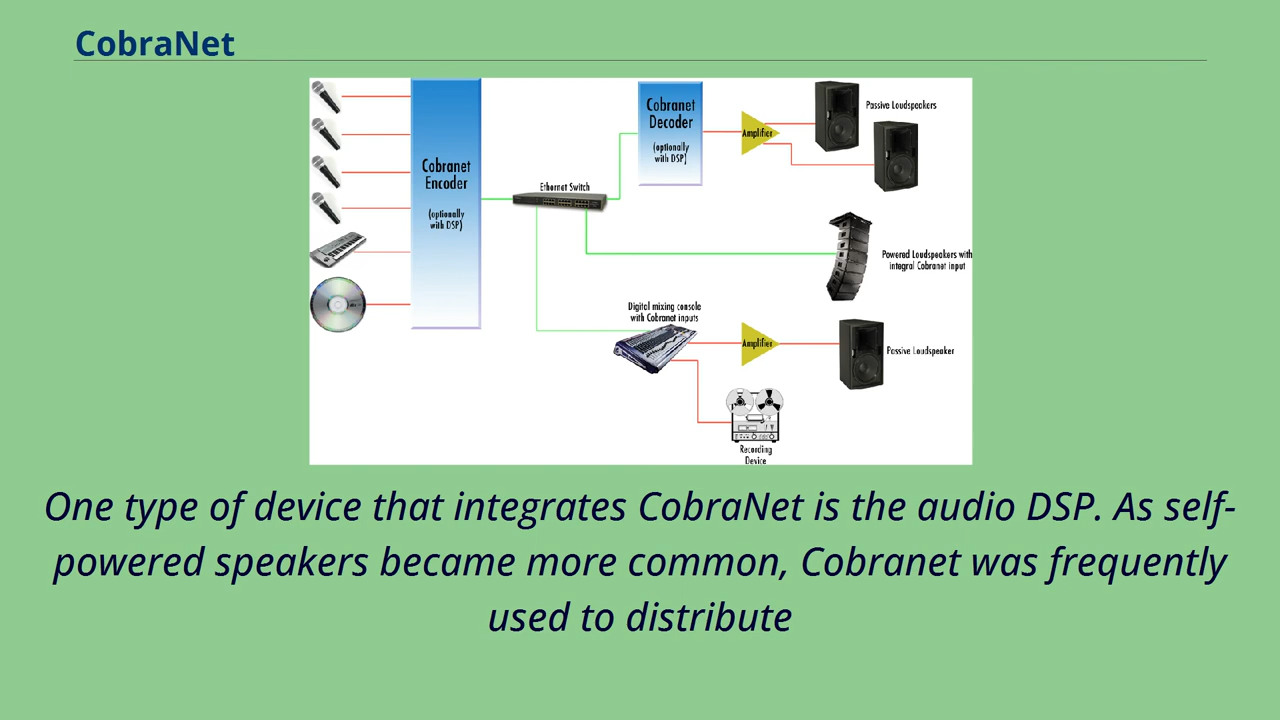 CobraNet
Cobranet
Encoder
(optionally
with DSP)
Ethernet Switch
Cobranet
Decoder
(optionally
with DSP)
Amplifier
Passive Loudspeakers
Powered Loudspeakers with
integral Cobranet input
Digital mixing console
with Cobranet inputs
Amplifier
Passive Loudspeaker
Recording
Device
One type of device that integrates CobraNet is the audio DSP. As self-
powered speakers became more common, Cobranet was frequently
used to distribute